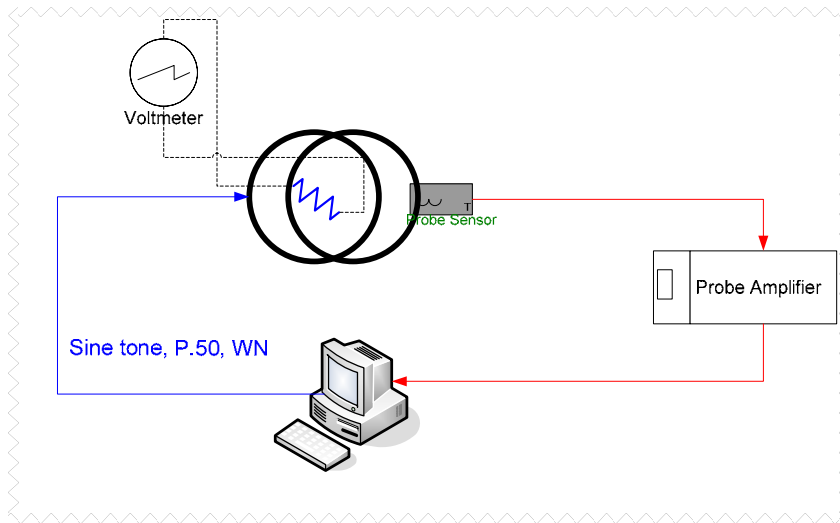 Voltmeter
T
Probe Sensor
Probe Amplifier
Sine tone, P.50, WN